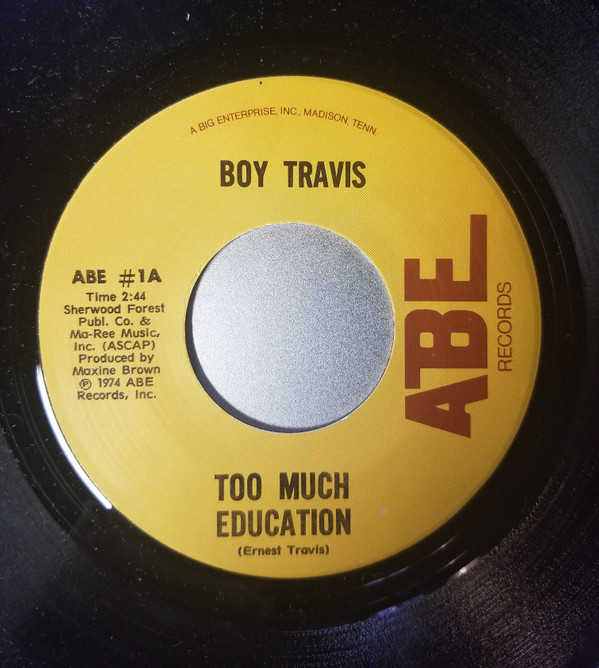 A BIG ENTERPRISE, INC., MADISON, TENN.
BOY TRAVIS
ABE #1A
Time 2:44
Sherwood Forest
Publ. Co. &
Ma-Ree Music,
Inc. (ASCAP)
Produced by
Maxine Brown
℗ 1974 ABE
Records, Inc.
ABE
RECORDS
TOO MUCH
EDUCATION
(Ernest Travis)